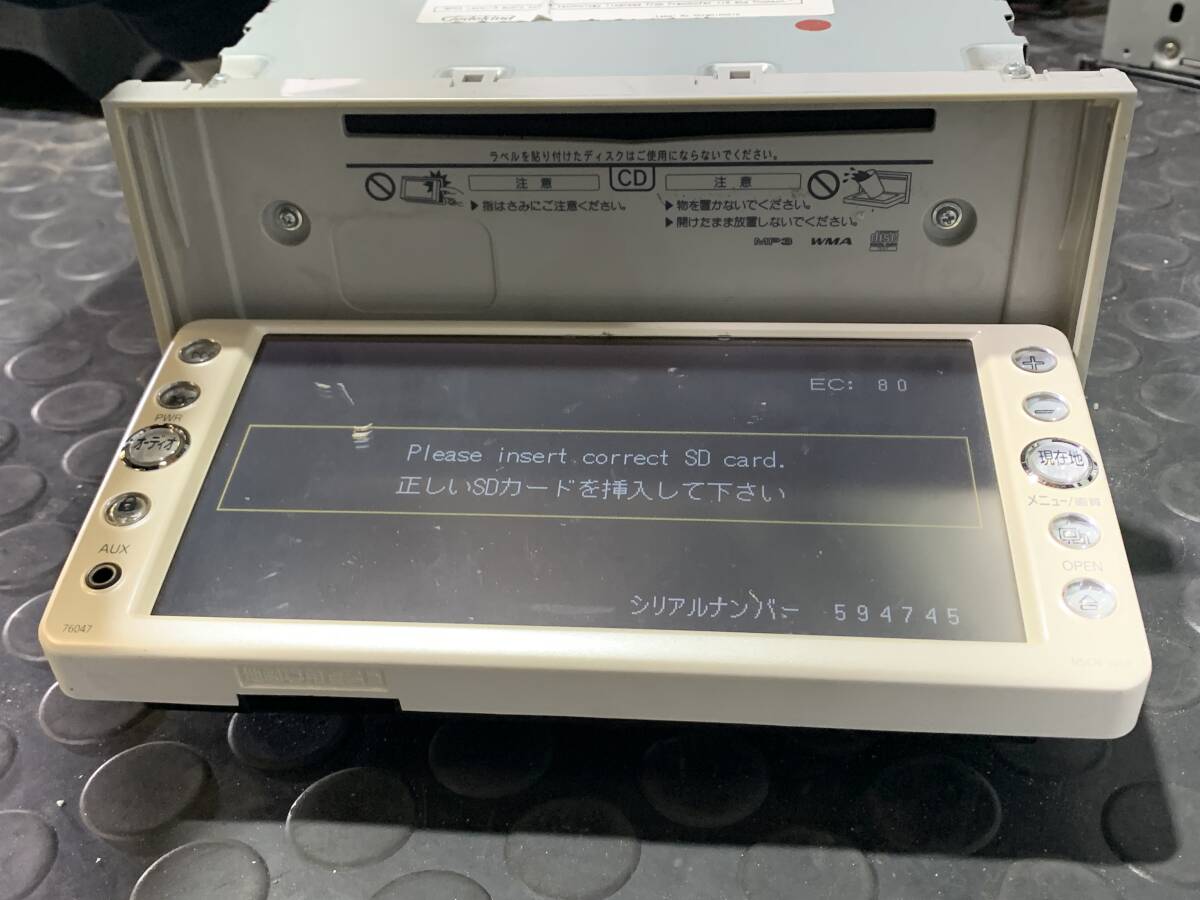 ラベルを貼り付けたディスクはご使用にならないでください。
注意
CD
注意
▶指はさみにご注意ください。
▶物を置かないでください。
▶開けたまま放置しないでください。
MP3 WMA
EC: 80
PWR
オーディオ
Please insert correct SD card.
正しいSDカードを挿入して下さい
現在地
メニュー/画質
AUX
OPEN
シリアルナンバー 594745
76047